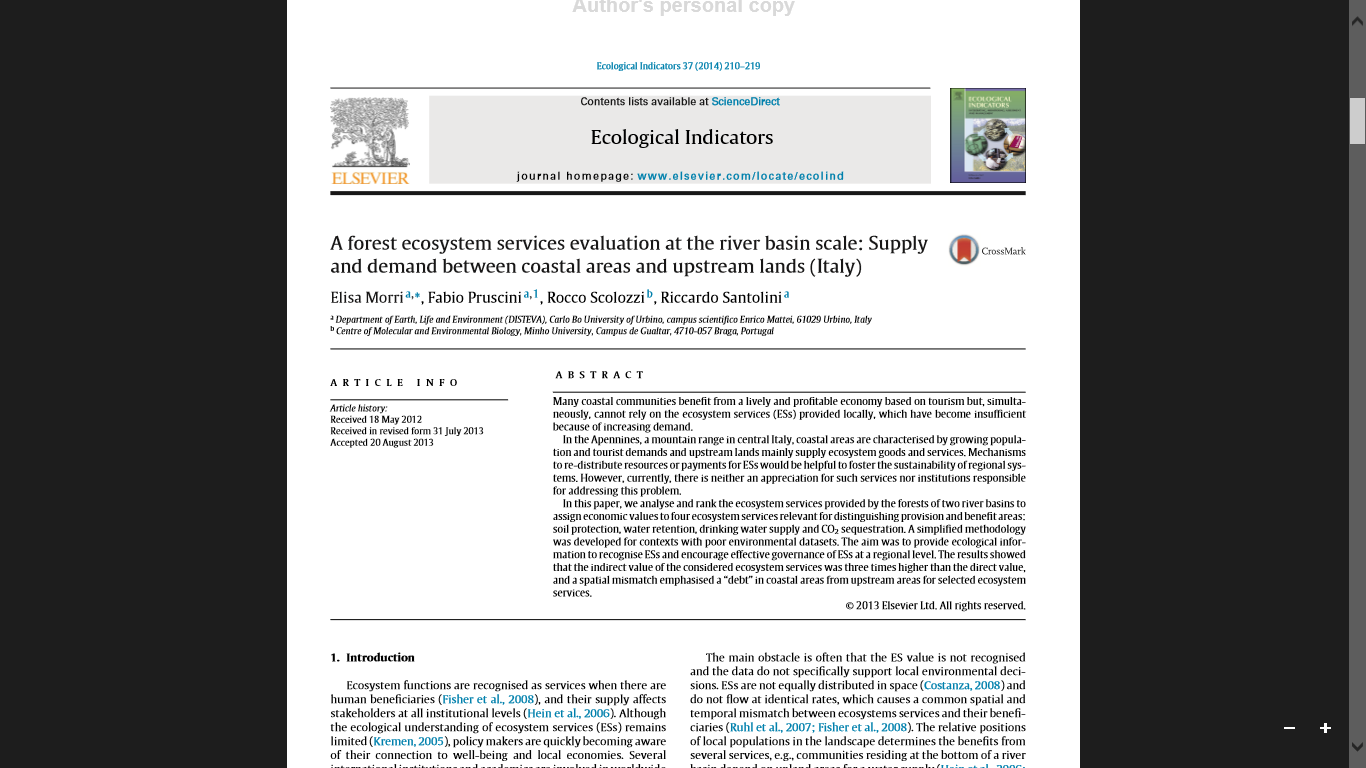 Author's personal copy
Ecological Indicators 37 (2014) 210–219
Contents lists available at ScienceDirect
Ecological Indicators
journal homepage: www.elsevier.com/locate/ecolind
ELSEVIER
ECOLOGICAL
INDICATORS
A forest ecosystem services evaluation at the river basin scale: Supply
and demand between coastal areas and upstream lands (Italy)
CrossMark
Elisa Morri a,*, Fabio Pruscini a,1, Rocco Scolozzi b, Riccardo Santolini a
a Department of Earth, Life and Environment (DISTEVA), Carlo Bo University of Urbino, campus scientifico Enrico Mattei, 61029 Urbino, Italy
b Centre of Molecular and Environmental Biology, Minho University, Campus de Gualtar, 4710-057 Braga, Portugal
ARTICLE INFO
Article history:
Received 18 May 2012
Received in revised form 31 July 2013
Accepted 20 August 2013
ABSTRACT
Many coastal communities benefit from a lively and profitable economy based on tourism but, simulta-
neously, cannot rely on the ecosystem services (ESs) provided locally, which have become insufficient
because of increasing demand.
In the Apennines, a mountain range in central Italy, coastal areas are characterised by growing popula-
tion and tourist demands and upstream lands mainly supply ecosystem goods and services. Mechanisms
to re-distribute resources or payments for ESs would be helpful to foster the sustainability of regional sys-
tems. However, currently, there is neither an appreciation for such services nor institutions responsible
for addressing this problem.
In this paper, we analyse and rank the ecosystem services provided by the forests of two river basins to
assign economic values to four ecosystem services relevant for distinguishing provision and benefit areas:
soil protection, water retention, drinking water supply and CO2 sequestration. A simplified methodology
was developed for contexts with poor environmental datasets. The aim was to provide ecological infor-
mation to recognise ESs and encourage effective governance of ESs at a regional level. The results showed
that the indirect value of the considered ecosystem services was three times higher than the direct value,
and a spatial mismatch emphasised a “debt” in coastal areas from upstream areas for selected ecosystem
services.
© 2013 Elsevier Ltd. All rights reserved.
1. Introduction
Ecosystem functions are recognised as services when there are
human beneficiaries (Fisher et al., 2008), and their supply affects
stakeholders at all institutional levels (Hein et al., 2006). Although
the ecological understanding of ecosystem services (ESs) remains
limited (Kremen, 2005), policy makers are quickly becoming aware
of their connection to well-being and local economies. Several
international institutions and academics are involved in worldwide
The main obstacle is often that the ES value is not recognised
and the data do not specifically support local environmental deci-
sions. ESs are not equally distributed in space (Costanza, 2008) and
do not flow at identical rates, which causes a common spatial and
temporal mismatch between ecosystems services and their benefi-
ciaries (Ruhl et al., 2007; Fisher et al., 2008). The relative positions
of local populations in the landscape determines the benefits from
several services, e.g., communities residing at the bottom of a river
basin depend on upland areas for a water supply (Hein et al., 2006;